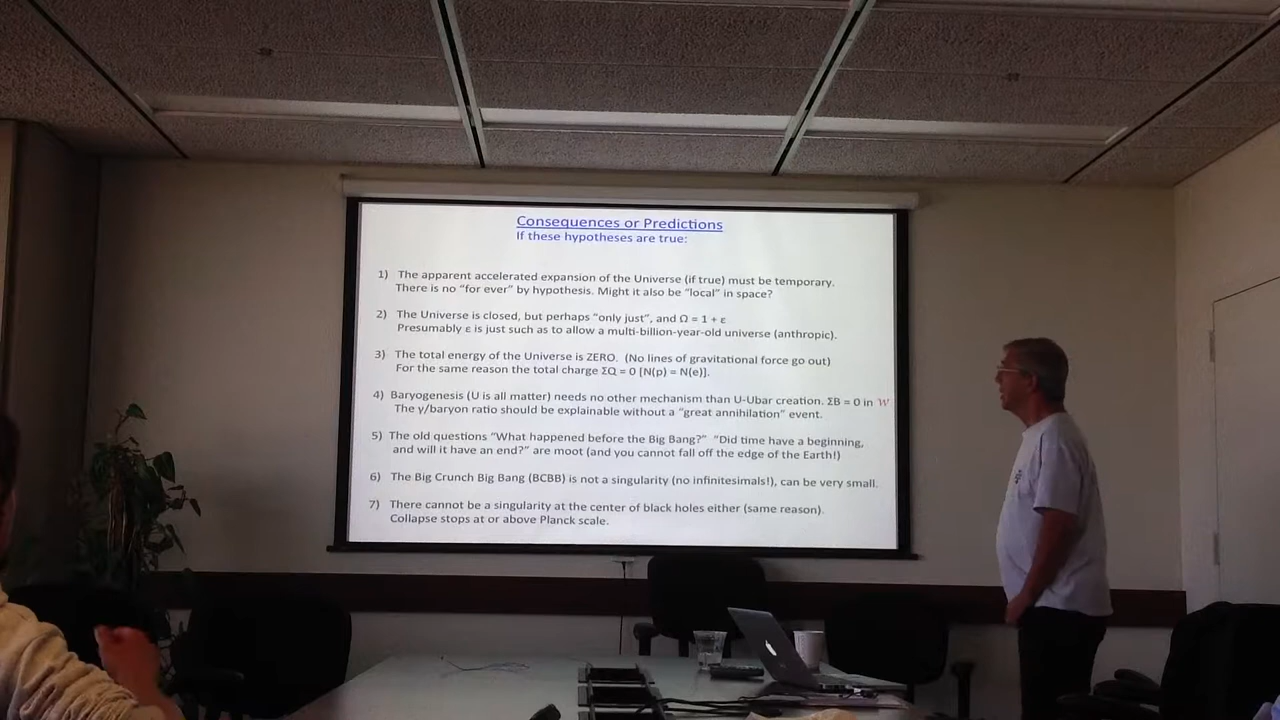 Consequences or Predictions
If these hypotheses are true:
1) The apparent accelerated expansion of the Universe (if true) must be temporary.
There is no “for ever” by hypothesis. Might it also be “local” in space?
2) The Universe is closed, but perhaps “only just”, and Ω = 1 + ε
Presumably ε is just such as to allow a multi-billion-year-old universe (anthropic).
3) The total energy of the Universe is ZERO. (No lines of gravitational force go out)
For the same reason the total charge ΣQ = 0 [N(p) = N(e)].
4) Baryogenesis (U is all matter) needs no other mechanism than U-Ubar creation. ΣB = 0 in W
The γ/baryon ratio should be explainable without a “great annihilation” event.
5) The old questions “What happened before the Big Bang?” “Did time have a beginning,
and will it have an end?” are moot (and you cannot fall off the edge of the Earth!)
6) The Big Crunch Big Bang (BCBB) is not a singularity (no infinitesimals!), can be very small.
7) There cannot be a singularity at the center of black holes either (same reason).
Collapse stops at or above Planck scale.